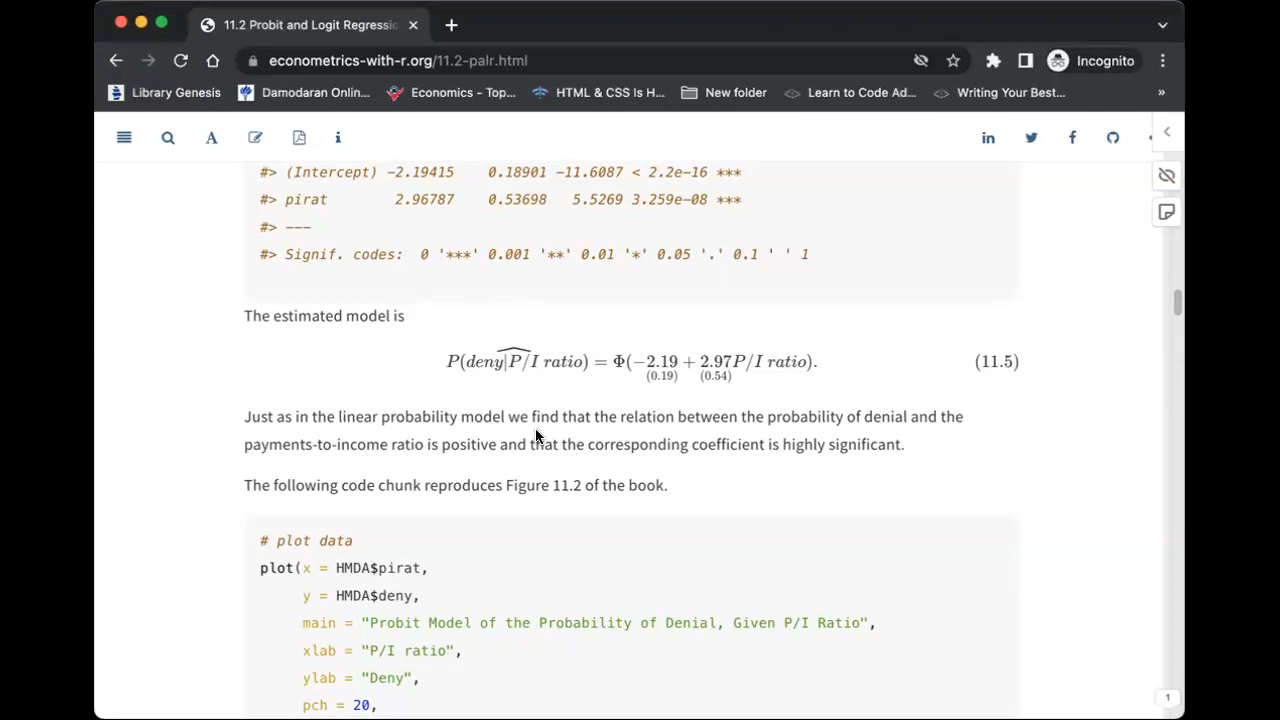 11.2 Probit and Logit Regressi
econometrics-with-r.org/11.2-palr.html
Incognito
Library Genesis
Damodaran Onlin...
Economics - Top...
HTML & CSS Is H...
New folder
Learn to Code Ad...
Writing Your Best...
»
#> (Intercept) -2.19415 0.18901 -11.6087 < 2.2e-16 ***
#> pirat 2.96787 0.53698 5.5269 3.259e-08 ***
#> ---
#> Signif. codes: 0 '***' 0.001 '**' 0.01 '*' 0.05 '.' 0.1 ' ' 1
The estimated model is
P(deny|P/I ratio) = Φ(−2.19 + 2.97P/I ratio). (11.5)
(0.19) (0.54)
Just as in the linear probability model we find that the relation between the probability of denial and the
payments-to-income ratio is positive and that the corresponding coefficient is highly significant.
The following code chunk reproduces Figure 11.2 of the book.
# plot data
plot(x = HMDA$pirat,
y = HMDA$deny,
main = "Probit Model of the Probability of Denial, Given P/I Ratio",
xlab = "P/I ratio",
ylab = "Deny",
pch = 20,
1